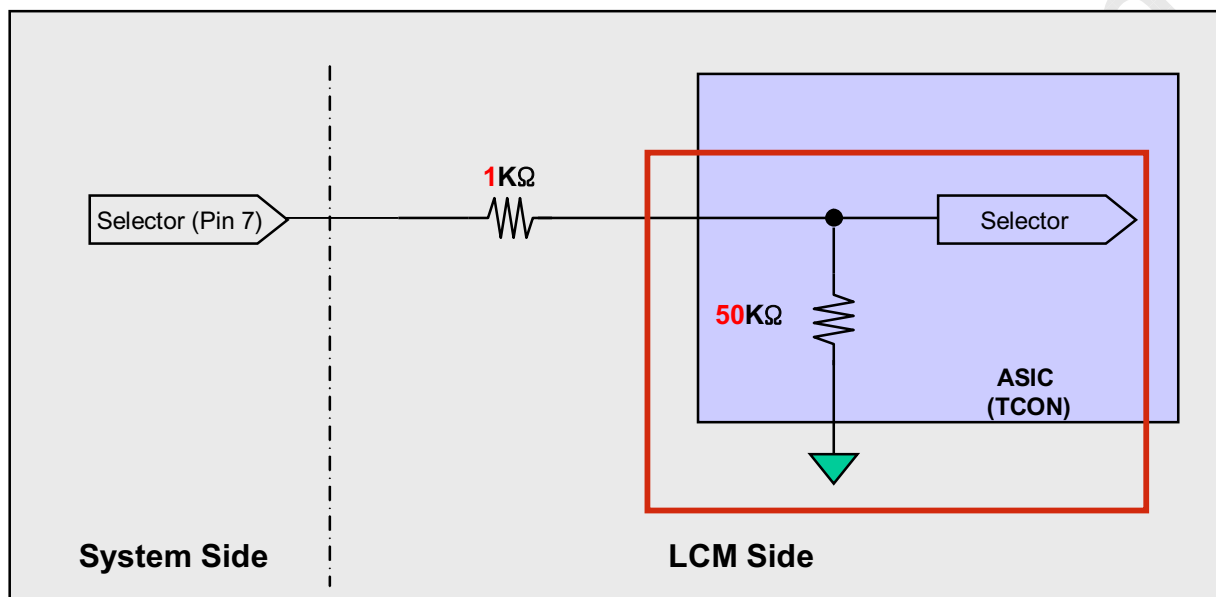 1KΩ
Selector (Pin 7)
Selector
50KΩ
ASIC
(TCON)
System Side
LCM Side